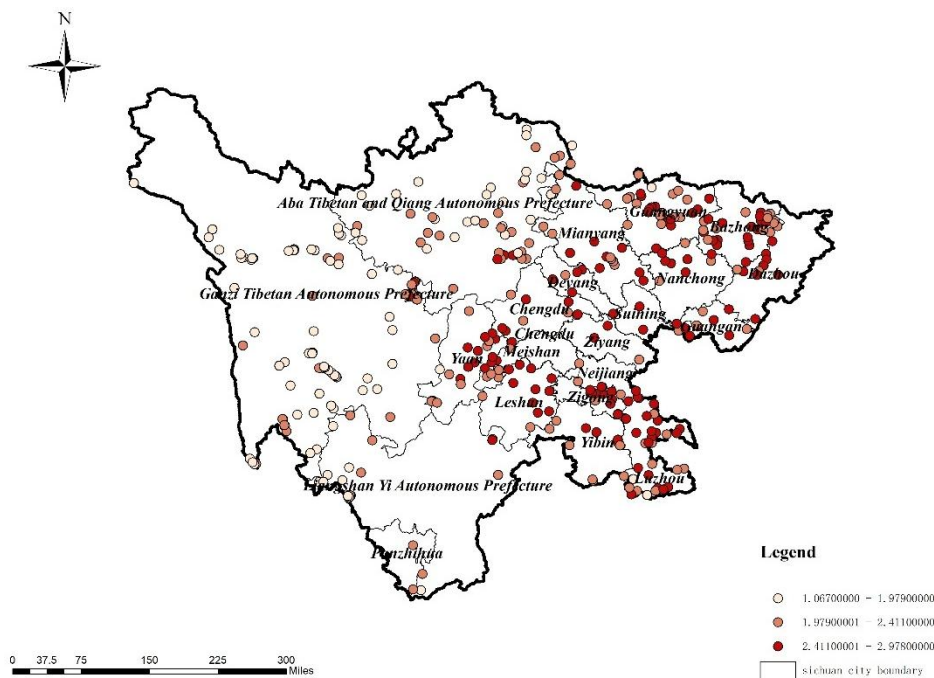 N
Aba Tibetan and Qiang Autonomous Prefecture
Guangyuan
Bazhong
Mianyang
Dazhou
Nanchong
Deyang
Ganzi Tibetan Autonomous Prefecture
Chengdu
Suining
Guangan
Chengdu
Ziyang
Meishan
Yaan
Neijiang
Leshan
Zigong
Yibin
Luzhou
Liangshan Yi Autonomous Prefecture
Panzhihua
Legend
1.06700000 - 1.97900000
1.97900001 - 2.41100000
2.41100001 - 2.97800000
sichuan city boundary
0 37.5 75 150 225 300
Miles